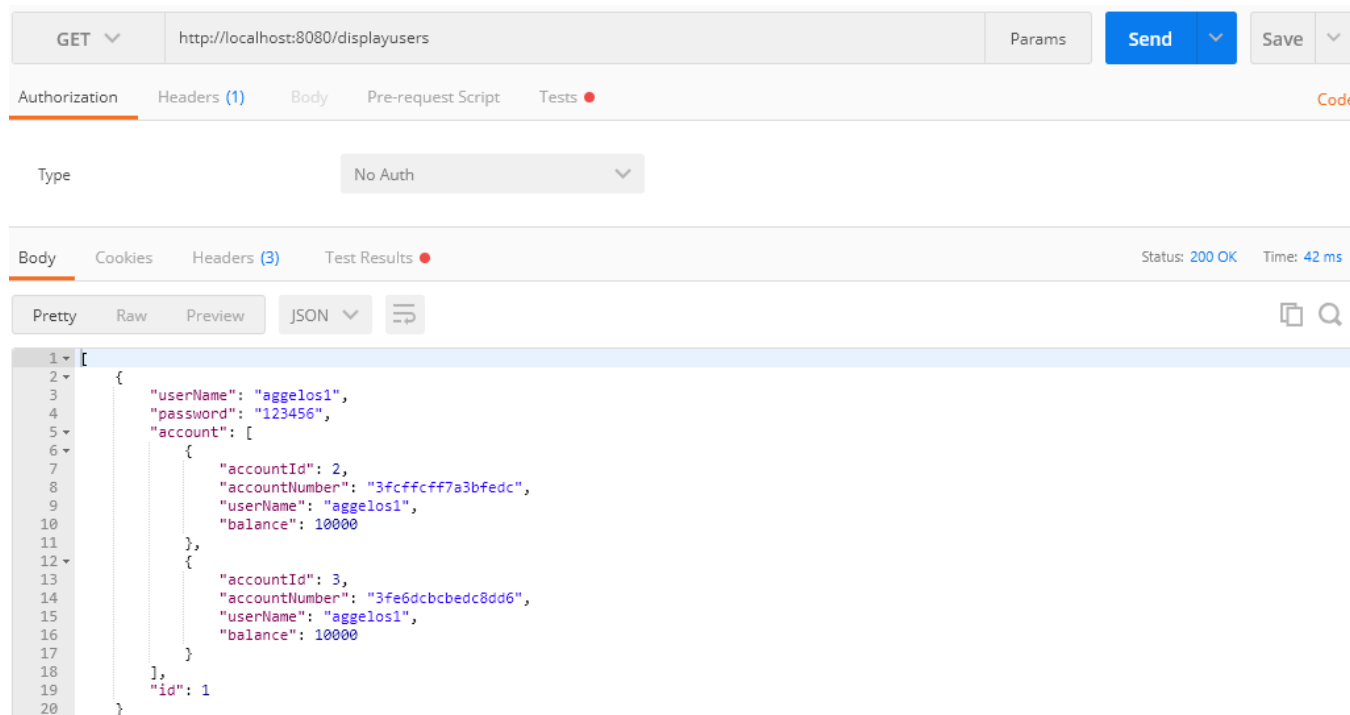 GET http://localhost:8080/displayusers Params Send Save
Authorization Headers (1) Body Pre-request Script Tests Code
Type No Auth
Body Cookies Headers (3) Test Results Status: 200 OK Time: 42 ms
Pretty Raw Preview JSON
1 [
2 {
3 "userName": "aggelos1",
4 "password": "123456",
5 "account": [
6 {
7 "accountId": 2,
8 "accountNumber": "3fcffcff7a3bfedc",
9 "userName": "aggelos1",
10 "balance": 10000
11 },
12 {
13 "accountId": 3,
14 "accountNumber": "3fe6dcbcbedc8dd6",
15 "userName": "aggelos1",
16 "balance": 10000
17 }
18 ],
19 "id": 1
20 }